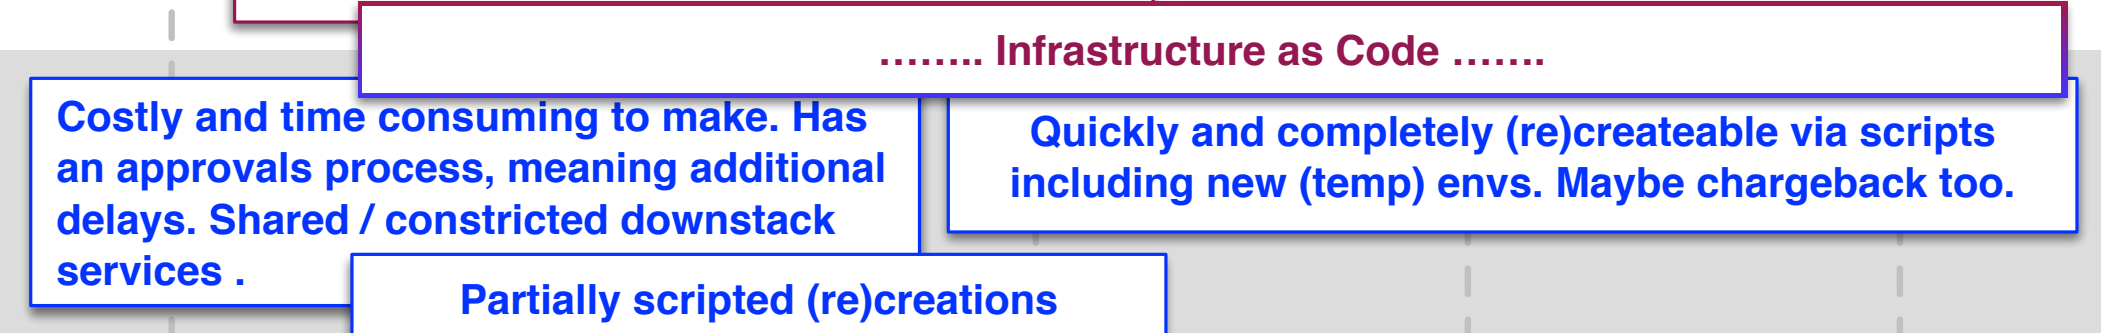 ........ Infrastructure as Code .......
Costly and time consuming to make. Has
an approvals process, meaning additional
delays. Shared / constricted downstack
services .
Quickly and completely (re)createable via scripts
including new (temp) envs. Maybe chargeback too.
Partially scripted (re)creations